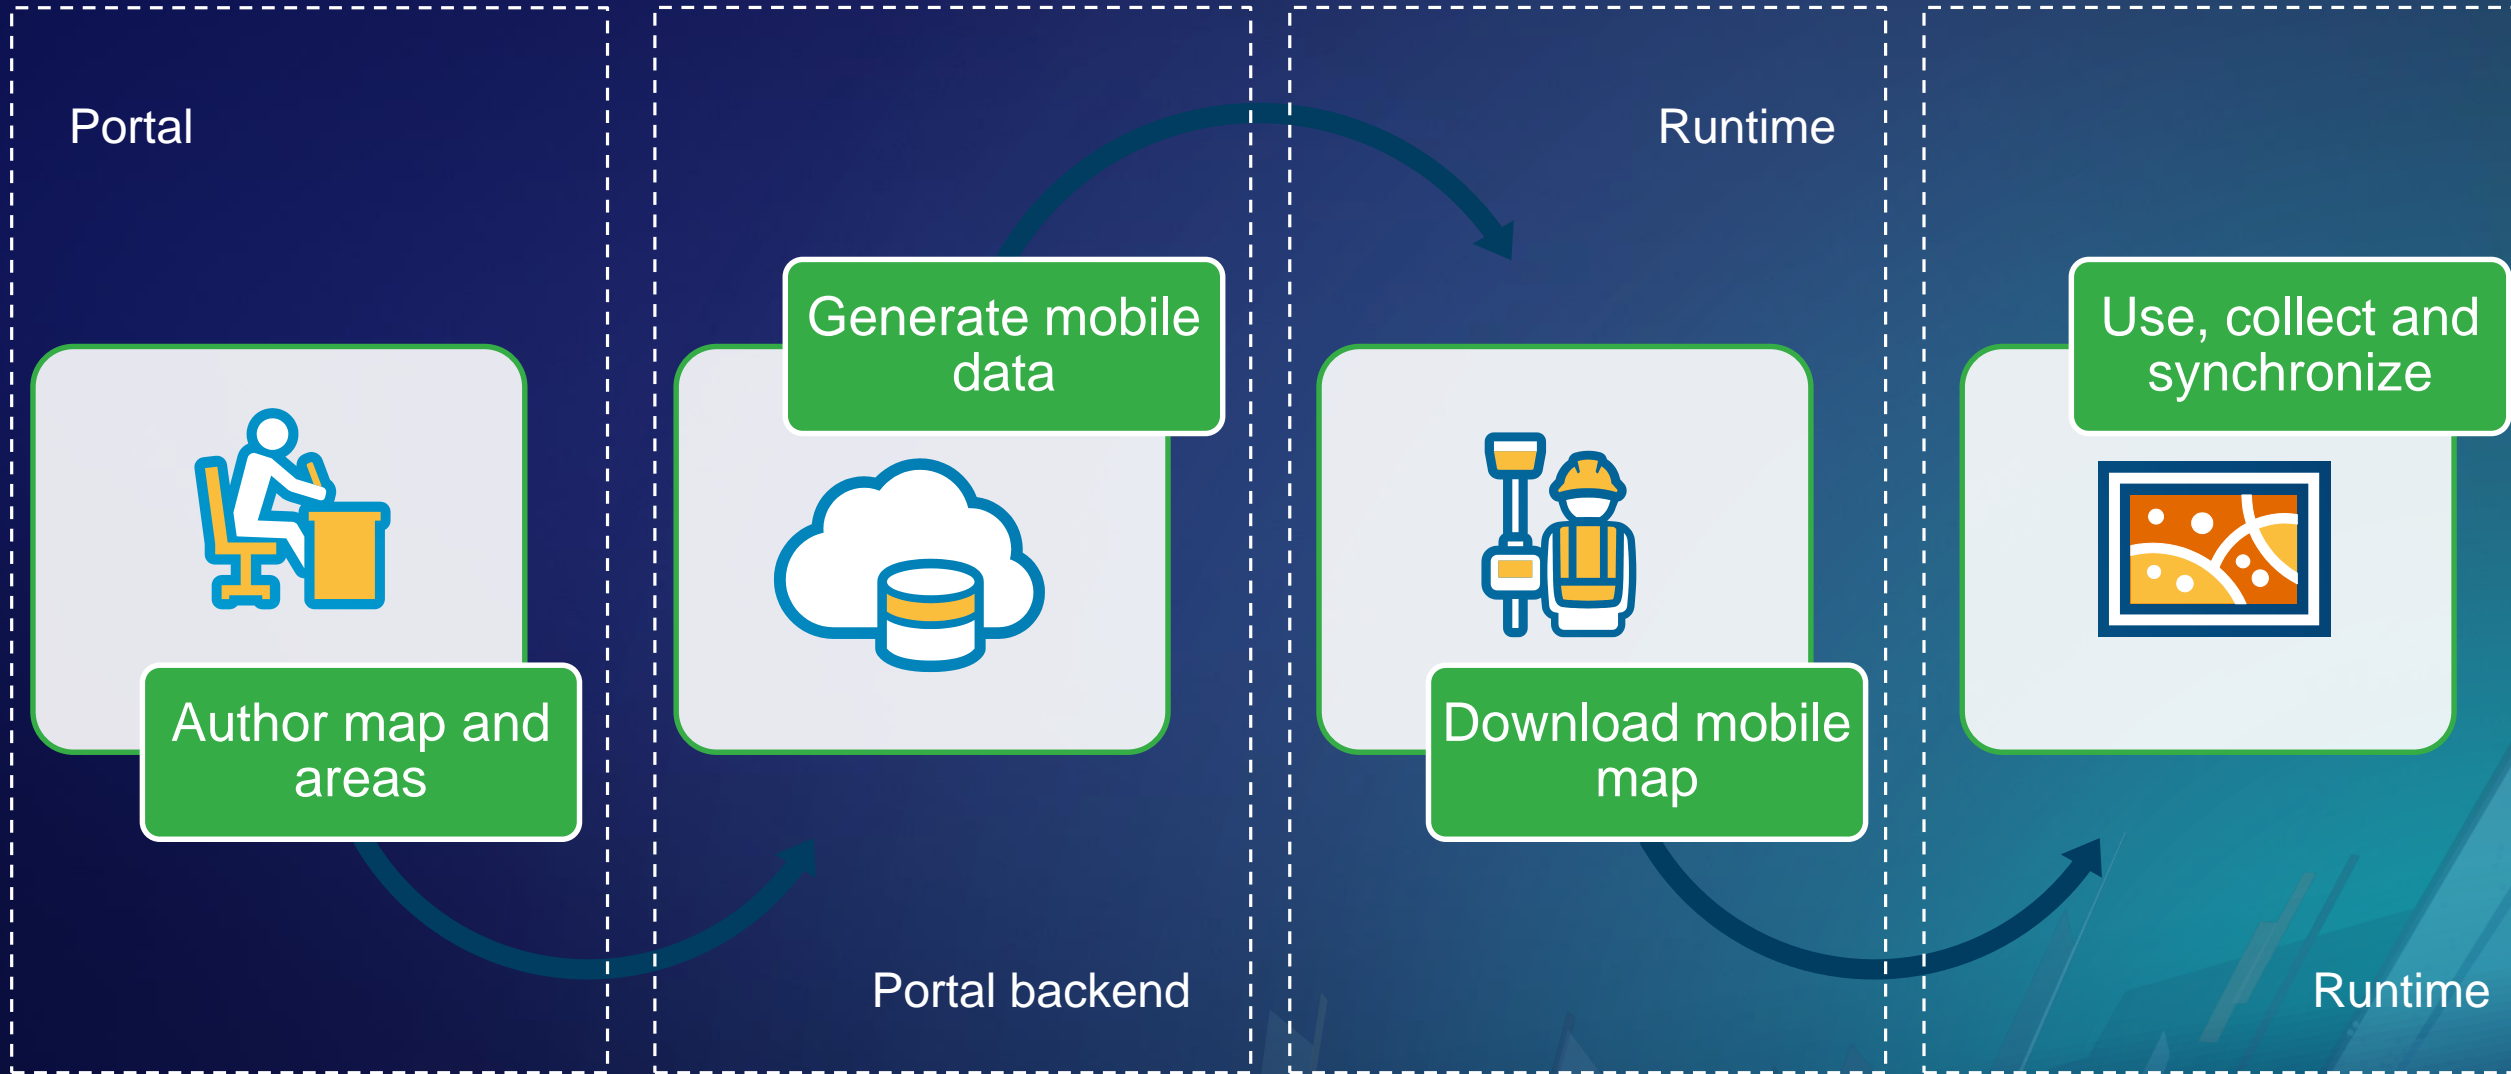 Portal
Author map and
areas
Generate mobile
data
Portal backend
Runtime
Download mobile
map
Use, collect and
synchronize
Runtime